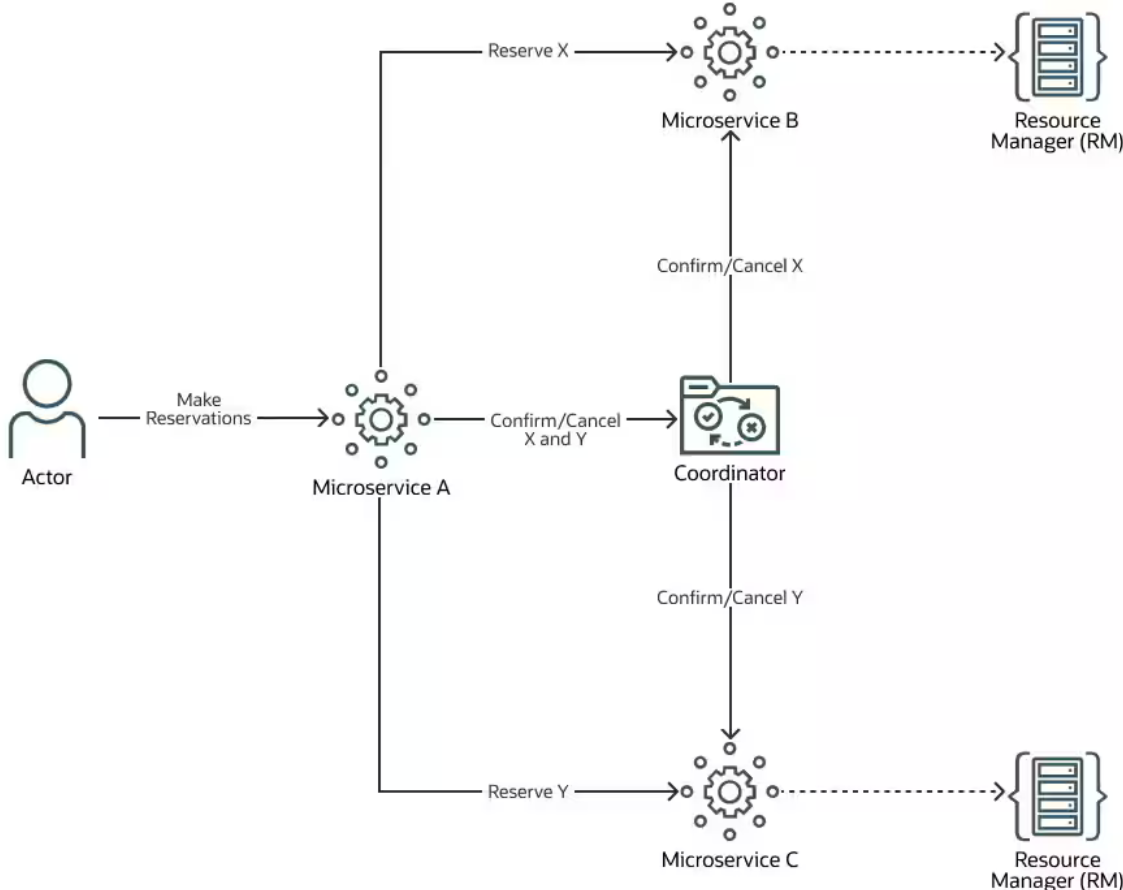 Reserve X
Microservice B
Resource
Manager (RM)
Confirm/Cancel X
Make
Reservations
Confirm/Cancel
X and Y
Actor
Microservice A
Coordinator
Confirm/Cancel Y
Reserve Y
Microservice C
Resource
Manager (RM)